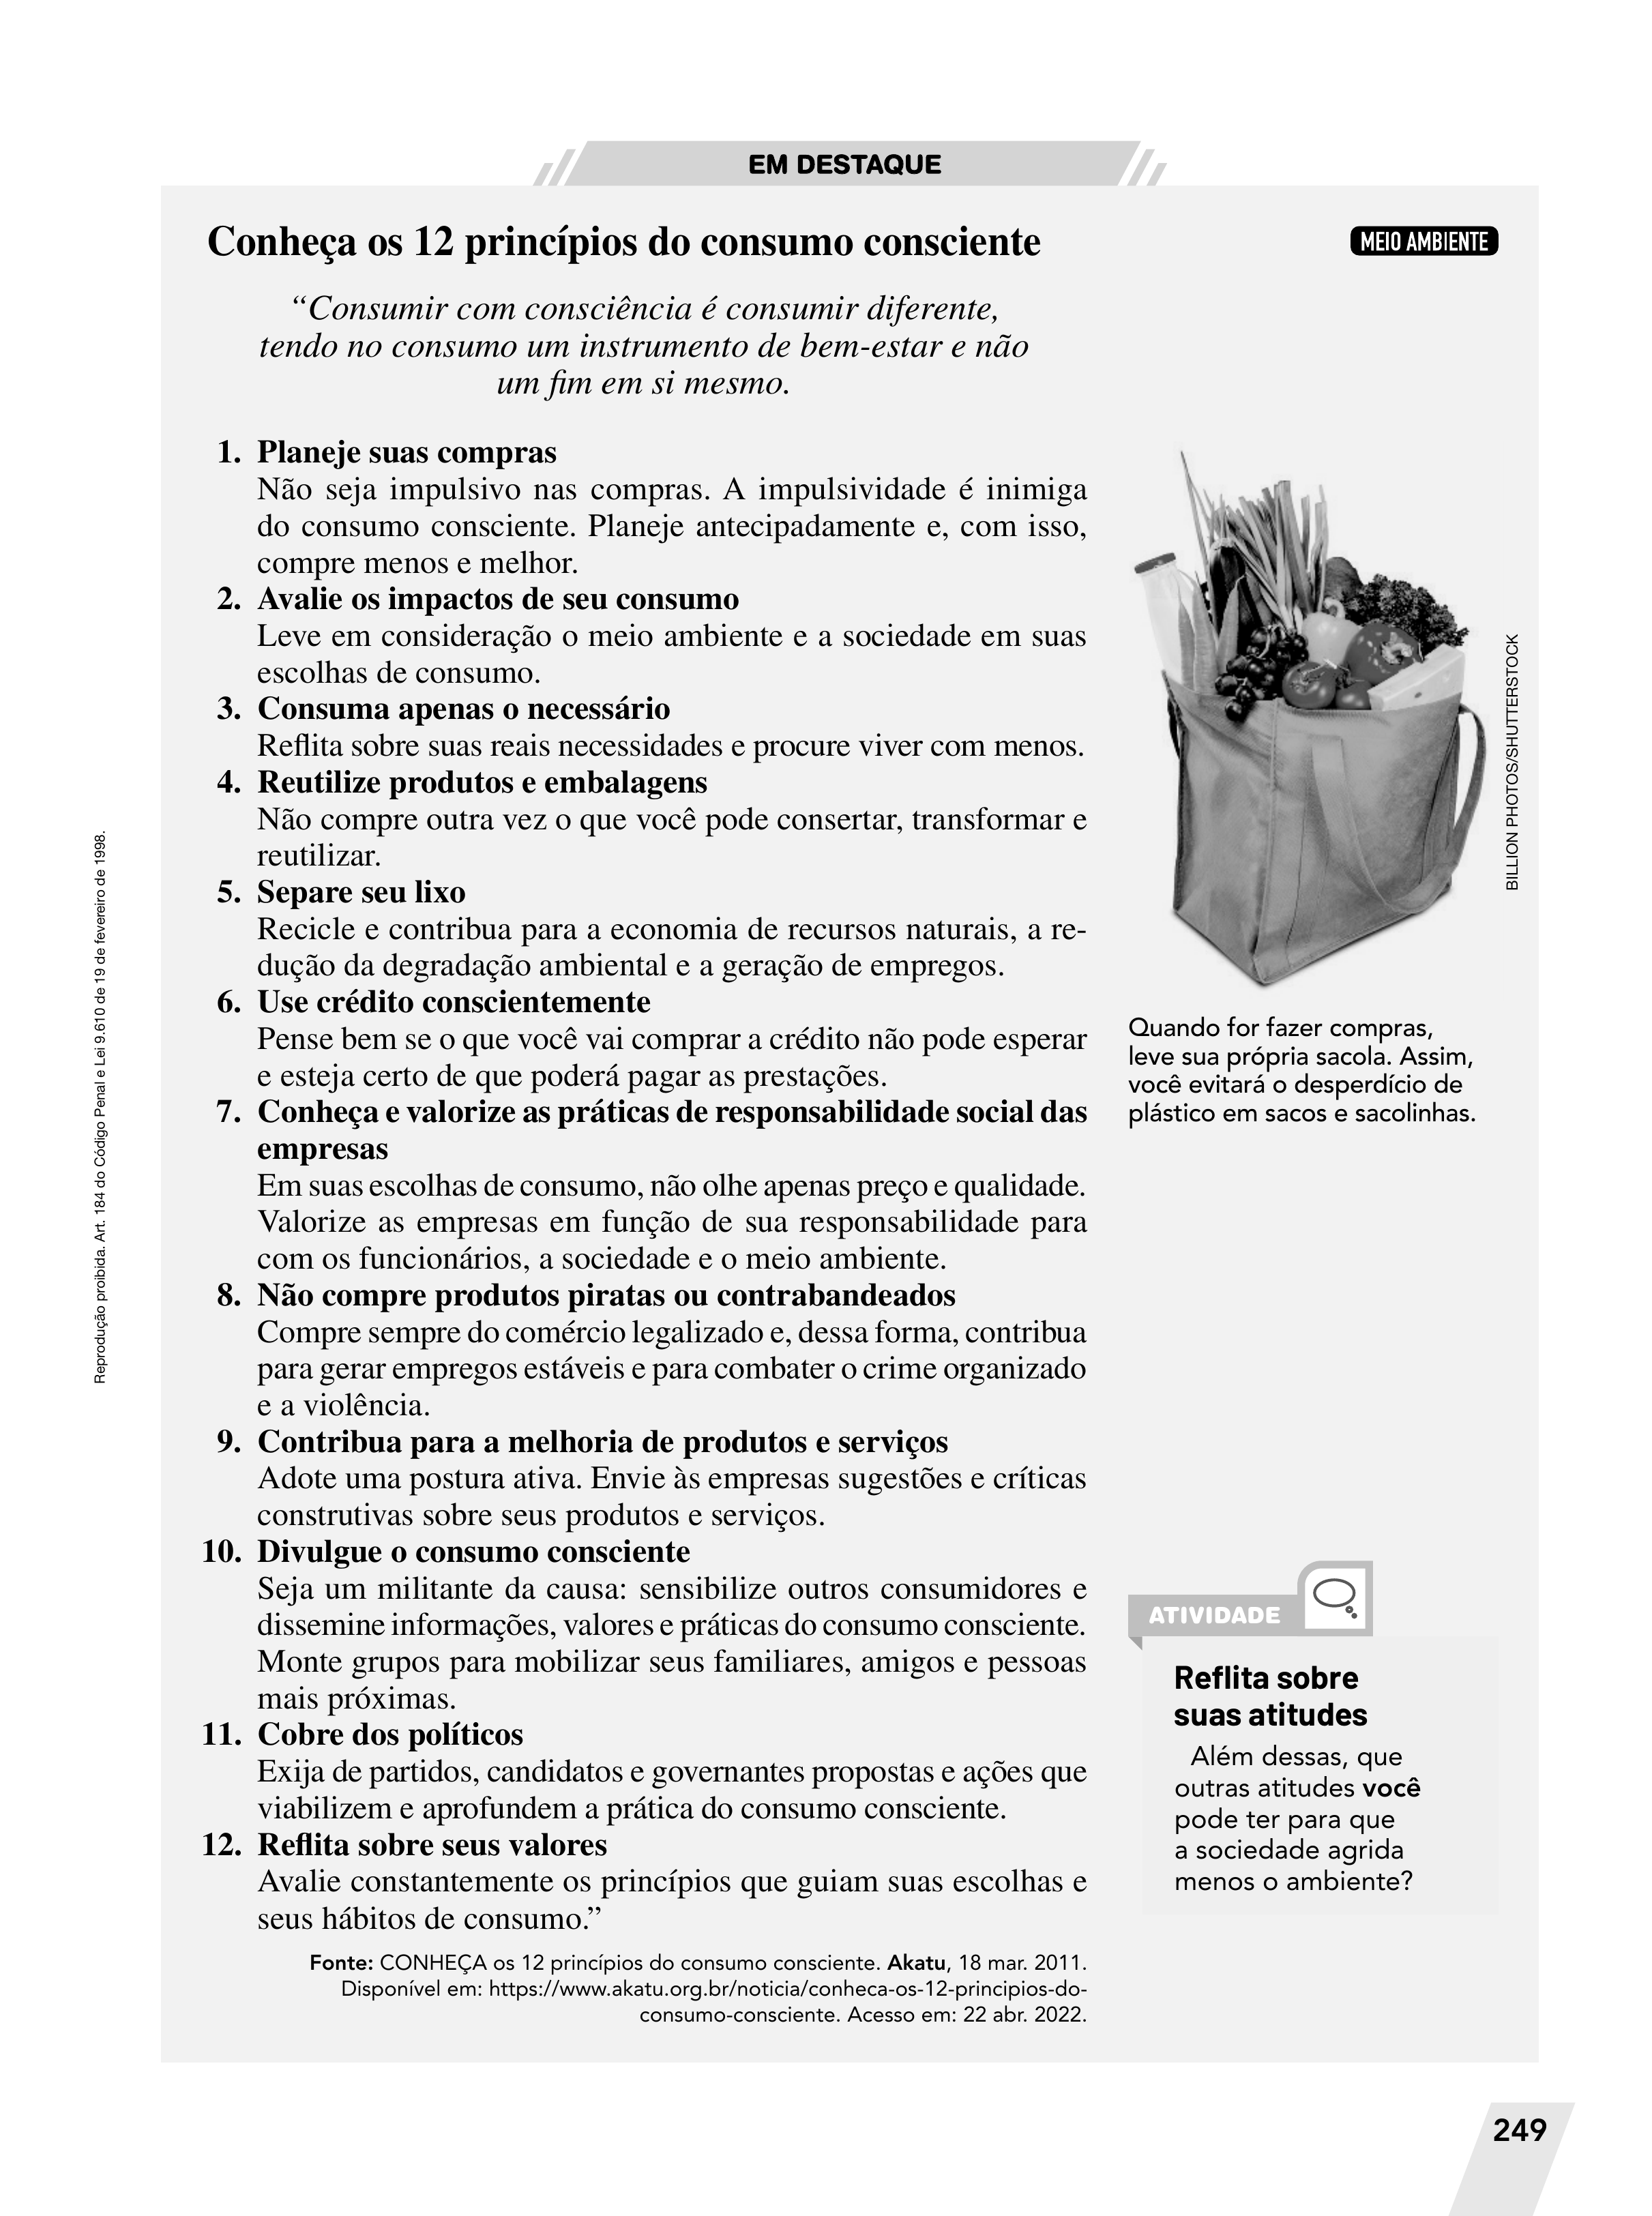 EM DESTAQUE
Conheça os 12 princípios do consumo consciente
MEIO AMBIENTE
“Consumir com consciência é consumir diferente,
tendo no consumo um instrumento de bem-estar e não
um fim em si mesmo.
1. Planeje suas compras
Não seja impulsivo nas compras. A impulsividade é inimiga
do consumo consciente. Planeje antecipadamente e, com isso,
compre menos e melhor.
2. Avalie os impactos de seu consumo
Leve em consideração o meio ambiente e a sociedade em suas
escolhas de consumo.
3. Consuma apenas o necessário
Reflita sobre suas reais necessidades e procure viver com menos.
4. Reutilize produtos e embalagens
Não compre outra vez o que você pode consertar, transformar e
reutilizar.
5. Separe seu lixo
Recicle e contribua para a economia de recursos naturais, a re-
dução da degradação ambiental e a geração de empregos.
6. Use crédito conscientemente
Pense bem se o que você vai comprar a crédito não pode esperar
e esteja certo de que poderá pagar as prestações.
7. Conheça e valorize as práticas de responsabilidade social das
empresas
Em suas escolhas de consumo, não olhe apenas preço e qualidade.
Valorize as empresas em função de sua responsabilidade para
com os funcionários, a sociedade e o meio ambiente.
8. Não compre produtos piratas ou contrabandeados
Compre sempre do comércio legalizado e, dessa forma, contribua
para gerar empregos estáveis e para combater o crime organizado
e a violência.
9. Contribua para a melhoria de produtos e serviços
Adote uma postura ativa. Envie às empresas sugestões e críticas
construtivas sobre seus produtos e serviços.
10. Divulgue o consumo consciente
Seja um militante da causa: sensibilize outros consumidores e
dissemine informações, valores e práticas do consumo consciente.
Monte grupos para mobilizar seus familiares, amigos e pessoas
mais próximas.
11. Cobre dos políticos
Exija de partidos, candidatos e governantes propostas e ações que
viabilizem e aprofundem a prática do consumo consciente.
12. Reflita sobre seus valores
Avalie constantemente os princípios que guiam suas escolhas e
seus hábitos de consumo.”
Fonte: CONHEÇA os 12 princípios do consumo consciente. Akatu, 18 mar. 2011.
Disponível em: https://www.akatu.org.br/noticia/conheca-os-12-principios-do-
consumo-consciente. Acesso em: 22 abr. 2022.
BILLION PHOTOS/SHUTTERSTOCK
Quando for fazer compras,
leve sua própria sacola. Assim,
você evitará o desperdício de
plástico em sacos e sacolinhas.
ATIVIDADE
Reflita sobre
suas atitudes
Além dessas, que
outras atitudes você
pode ter para que
a sociedade agrida
menos o ambiente?
Reprodução proibida. Art. 184 do Código Penal e Lei 9.610 de 19 de fevereiro de 1998.
249